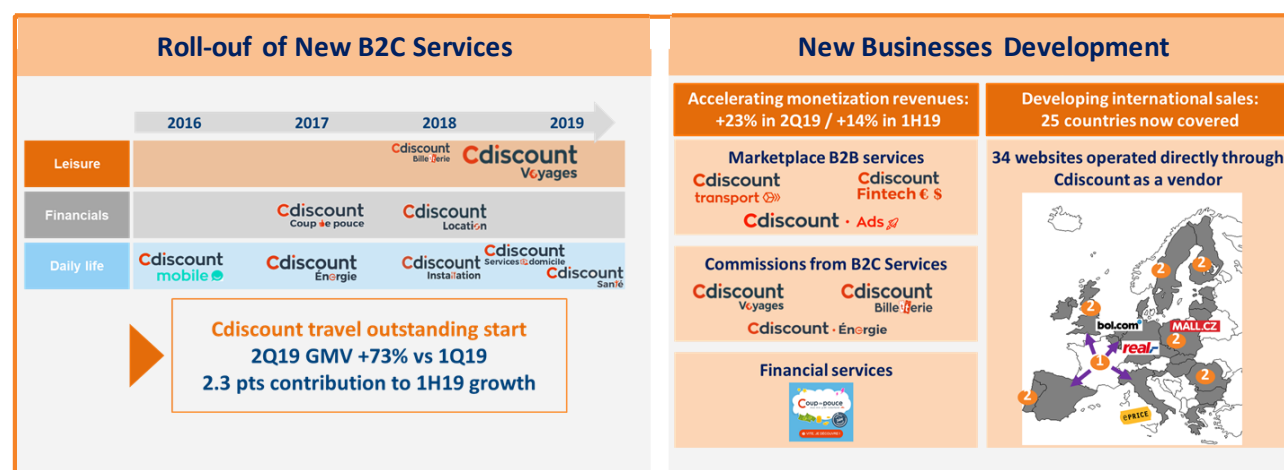 Roll-ouf of New B2C Services
2016 2017 2018 2019
Leisure
Cdiscount
Billetterie
Cdiscount
Voyages
Financials
Cdiscount
Coup de pouce
Cdiscount
Location
Daily life
Cdiscount
mobile
Cdiscount
Énergie
Cdiscount
Installation
Cdiscount
Services à domicile
Cdiscount
Santé
Cdiscount travel outstanding start
2Q19 GMV +73% vs 1Q19
2.3 pts contribution to 1H19 growth
New Businesses Development
Accelerating monetization revenues:
+23% in 2Q19 / +14% in 1H19
Marketplace B2B services
Cdiscount
transport
Cdiscount
Fintech € $
Cdiscount · Ads
Commissions from B2C Services
Cdiscount
Voyages
Cdiscount
Billetterie
Cdiscount · Énergie
Financial services
Coup de pouce
Developing international sales:
25 countries now covered
34 websites operated directly through
Cdiscount as a vendor
2 2
2
bol.com
MALL.CZ
real,-
2
1
2
2
ePRICE